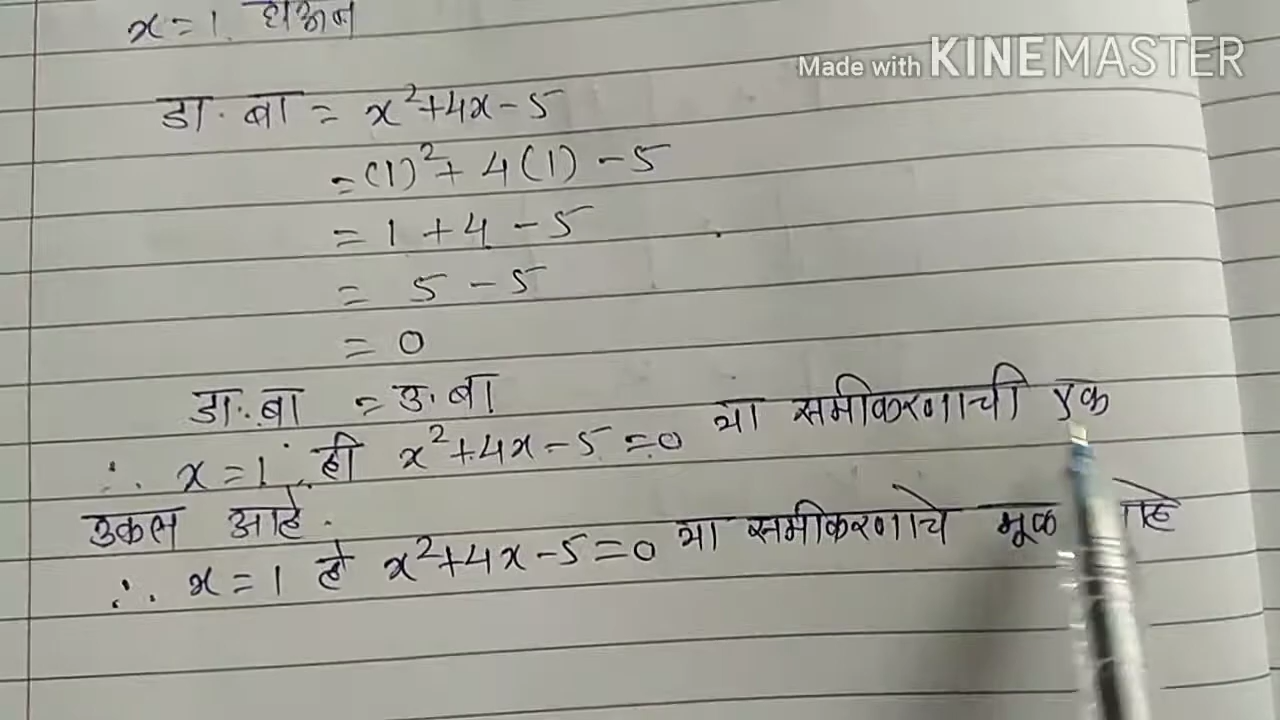 x = 1. घेऊन
Made with KINEMASTER
डा. बा = x²+4x-5
= (1)² + 4(1) - 5
= 1 + 4 - 5
= 5 - 5
= 0
डा. बा = उ. बा
∴ x = 1 ही x²+4x-5=0 या समीकरणाची एक
उकल आहे.
∴ x = 1 हे x²+4x-5=0 या समीकरणाचे मूळ आहे